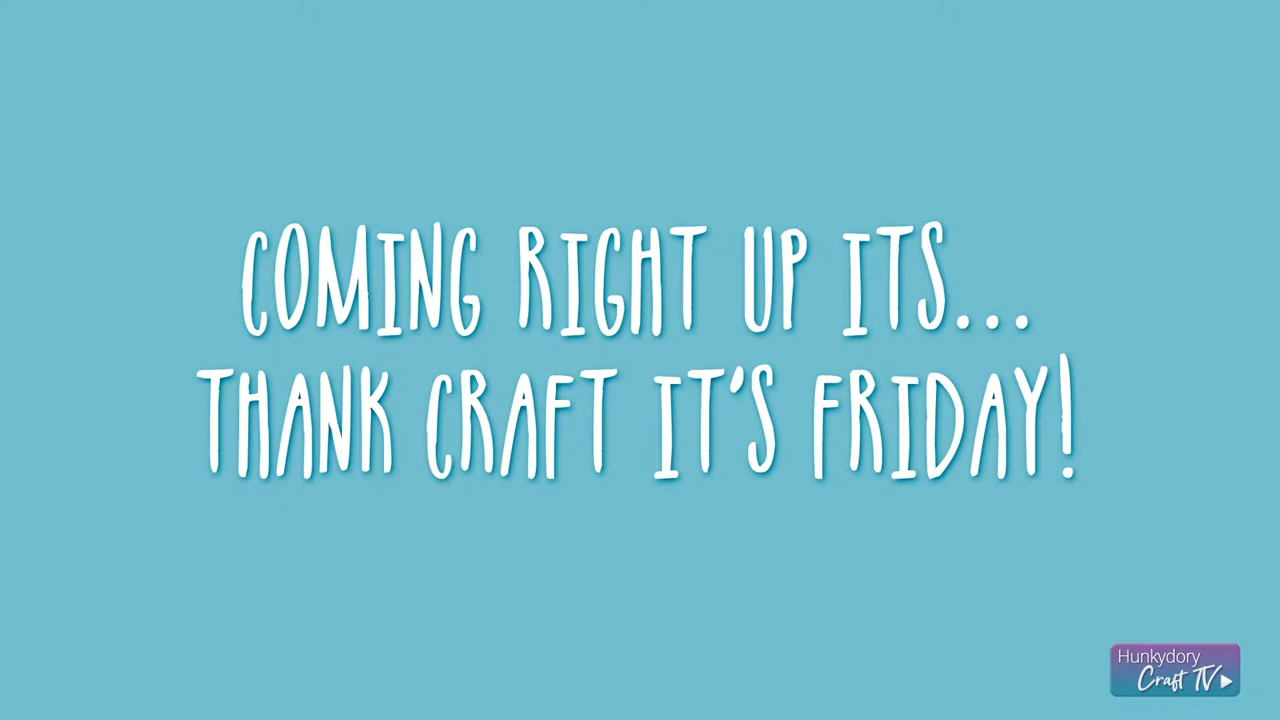 COMING RIGHT UP ITS...
THANK CRAFT IT'S FRIDAY!
Hunkydory
Craft TV